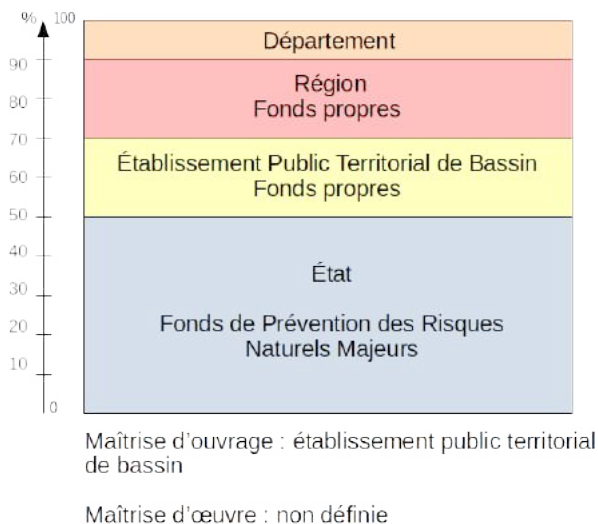 % 100
Département
90
Région
80
Fonds propres
70
Établissement Public Territorial de Bassin
60
Fonds propres
50
40
État
30
Fonds de Prévention des Risques
20
Naturels Majeurs
10
0
Maîtrise d'ouvrage : établissement public territorial
de bassin
Maîtrise d'œuvre : non définie